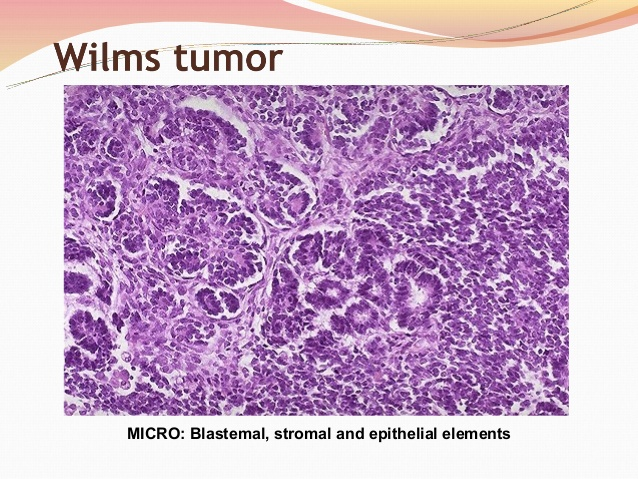 Wilms tumor
MICRO: Blastemal, stromal and epithelial elements